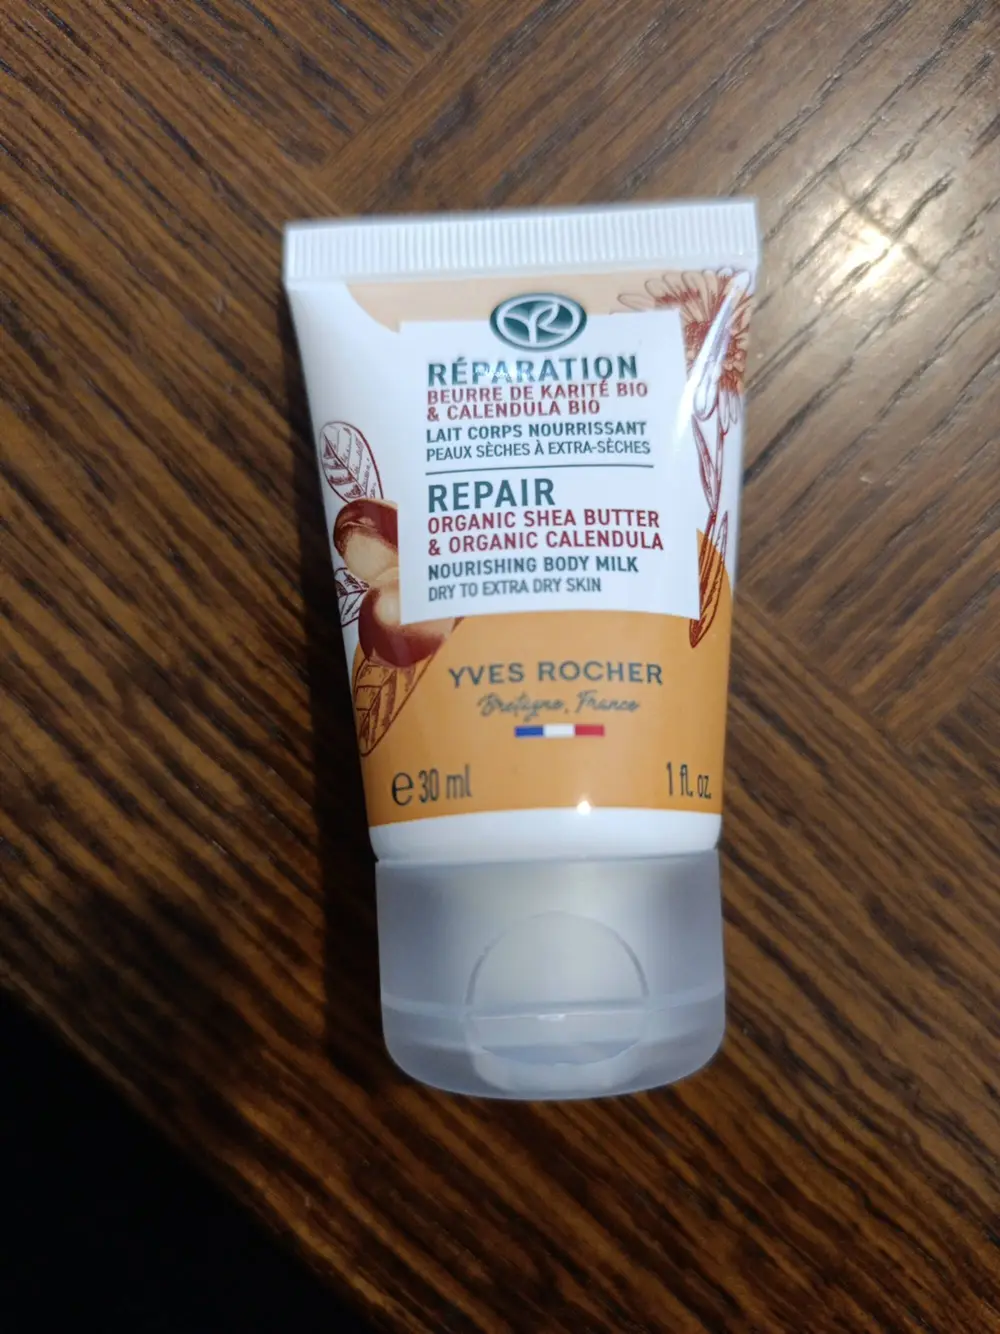 RÉPARATION
BEURRE DE KARITÉ BIO
& CALENDULA BIO
LAIT CORPS NOURRISSANT
PEAUX SÈCHES À EXTRA-SÈCHES
REPAIR
ORGANIC SHEA BUTTER
& ORGANIC CALENDULA
NOURISHING BODY MILK
DRY TO EXTRA DRY SKIN
YVES ROCHER
Bretagne, France
e 30 ml 1 fl. oz.